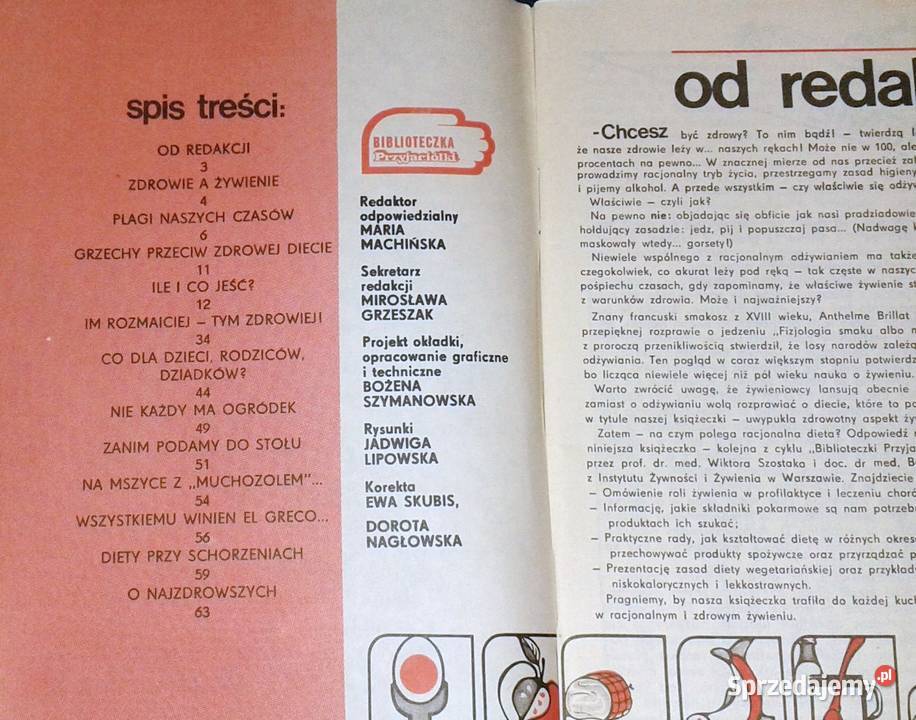 spis treści:
OD REDAKCJI
3
ZDROWIE A ŻYWIENIE
4
PLAGI NASZYCH CZASÓW
6
GRZECHY PRZECIW ZDROWEJ DIECIE
11
ILE I CO JEŚĆ?
12
IM ROZMAICIEJ – TYM ZDROWIEJ!
34
CO DLA DZIECI, RODZICÓW,
DZIADKÓW?
44
NIE KAŻDY MA OGRÓDEK
49
ZANIM PODAMY DO STOŁU
51
NA MSZYCE Z „MUCHOZOLEM"...
54
WSZYSTKIEMU WINIEN EL GRECO...
56
DIETY PRZY SCHORZENIACH
59
O NAJZDROWSZYCH
63
BIBLIOTECZKA
Przyjaciółki
Redaktor
odpowiedzialny
MARIA
MACHIŃSKA
Sekretarz
redakcji
MIROSŁAWA
GRZESZAK
Projekt okładki,
opracowanie graficzne
i techniczne
BOŻENA
SZYMANOWSKA
Rysunki
JADWIGA
LIPOWSKA
Korekta
EWA SKUBIS,
DOROTA
NAGŁOWSKA
od reda
-Chcesz być zdrowy? To nim bądź! – twierdzą
że nasze zdrowie leży w... naszych rękach! Może nie w 100, ale
procentach na pewno... W znacznej mierze od nas przecież
prowadzimy racjonalny tryb życia, przestrzegamy zasad higieny
i pijemy alkohol. A przede wszystkim – czy właściwie się
Właściwie – czyli jak?
Na pewno nie: objadając się obficie jak nasi pradziadowie
hołdujący zasadzie: jedz, pij i popuszczaj pasa... (Nadwagę
maskowały wtedy... gorsety!)
Niewiele wspólnego z racjonalnym odżywianiem ma także
czegokolwiek, co akurat leży pod ręką – tak częste w naszych
pośpiechu czasach, gdy zapominamy, że właściwe żywienie
z warunków zdrowia. Może i najważniejszy?
Znany francuski smakosz z XVIII wieku, Anthelme Brillat
przepięknej rozprawie o jedzeniu „Fizjologia smaku albo
z proroczą przenikliwością stwierdził, że losy narodów zależą
odżywiania. Ten pogląd w coraz większym stopniu
bo licząca niewiele więcej niż pół wieku nauka o żywieniu.
Warto zwrócić uwagę, że żywieniowcy lansują obecnie
zamiast o odżywianiu wolą rozprawiać o diecie, które to
w tytule naszej książeczki – uwypukla zdrowotny aspekt
Zatem – na czym polega racjonalna dieta? Odpowiedź
niniejsza książeczka – kolejna z cyklu „Biblioteczki
przez prof. dr. med. Wiktora Szostaka i doc. dr med.
z Instytutu Żywności i Żywienia w Warszawie. Znajdziecie
– Omówienie roli żywienia w profilaktyce i leczeniu
– Informację, jakie składniki pokarmowe są nam
produktach ich szukać;
– Praktyczne rady, jak kształtować dietę w różnych
przechowywać produkty spożywcze oraz przyrządzać
– Prezentację zasad diety wegetariańskiej oraz
niskokalorycznych i lekkostrawnych.
Pragniemy, by nasza książeczka trafiła do każdej
w racjonalnym i zdrowym żywieniu.
Sprzedajemy.pl